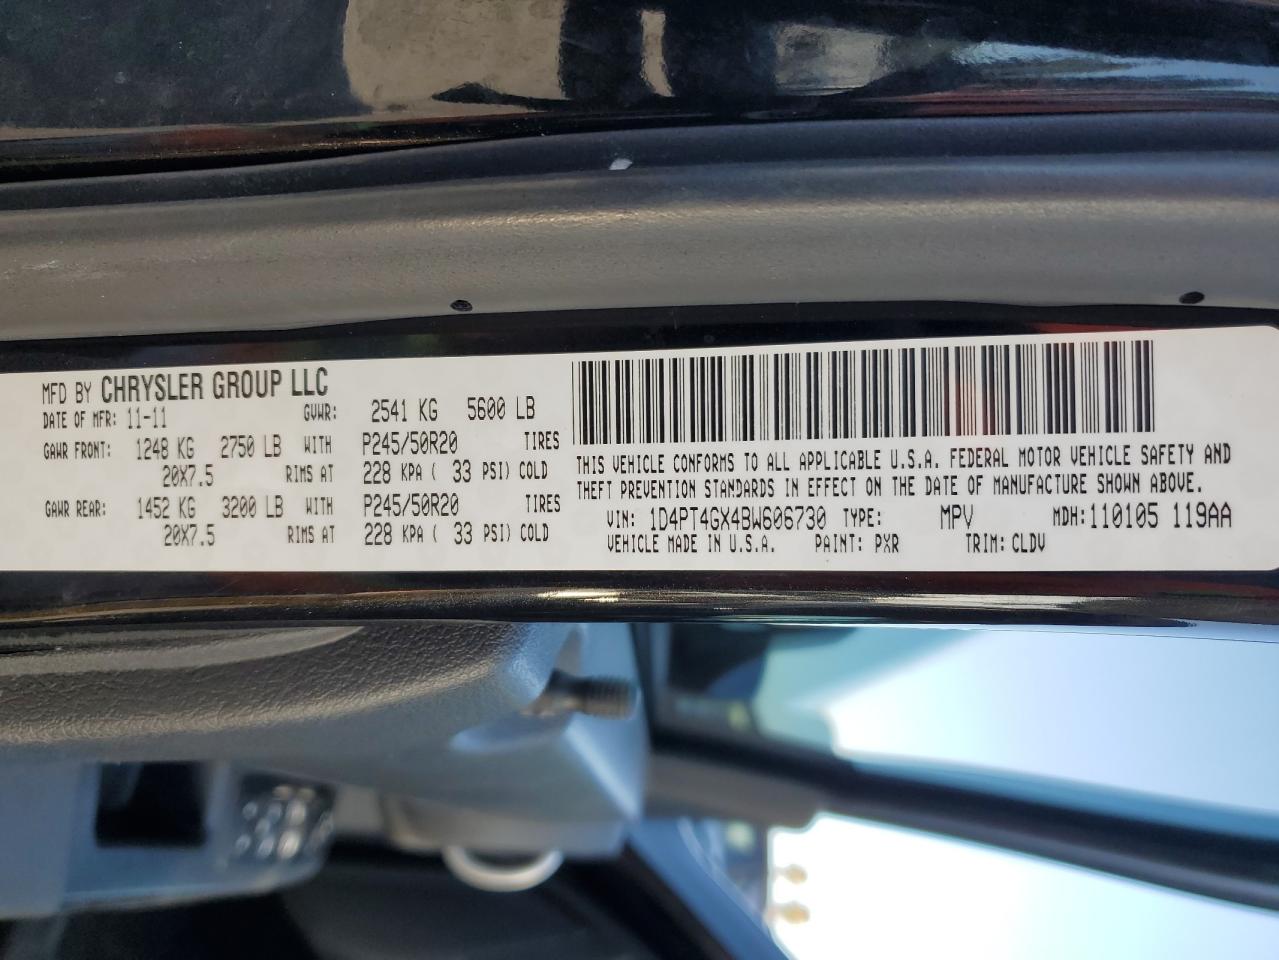 MFD BY CHRYSLER GROUP LLC
DATE OF MFR: 11-11 GVWR: 2541 KG 5600 LB
GAWR FRONT: 1248 KG 2750 LB WITH P245/50R20 TIRES
20X7.5 RIMS AT 228 KPA ( 33 PSI) COLD
GAWR REAR: 1452 KG 3200 LB WITH P245/50R20 TIRES
20X7.5 RIMS AT 228 KPA ( 33 PSI) COLD
THIS VEHICLE CONFORMS TO ALL APPLICABLE U.S.A. FEDERAL MOTOR VEHICLE SAFETY AND
THEFT PREVENTION STANDARDS IN EFFECT ON THE DATE OF MANUFACTURE SHOWN ABOVE.
VIN: 1D4PT4GX4BW606730 TYPE: MPV MDH: 110105 119AA
VEHICLE MADE IN U.S.A. PAINT: PXR TRIM: CLDV